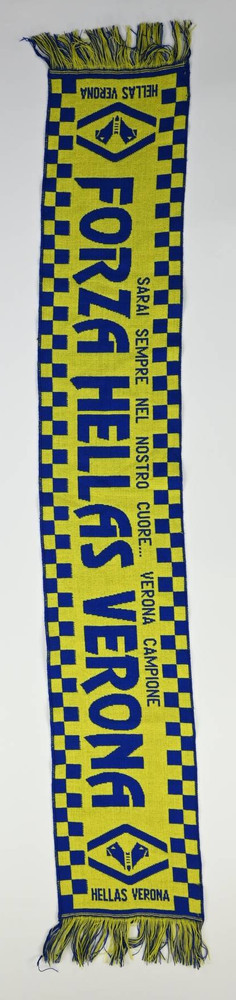 HELLAS VERONA
SARAI SEMPRE NEL NOSTRO CUORE... VERONA CAMPIONE
FORZA HELLAS VERONA
HELLAS VERONA